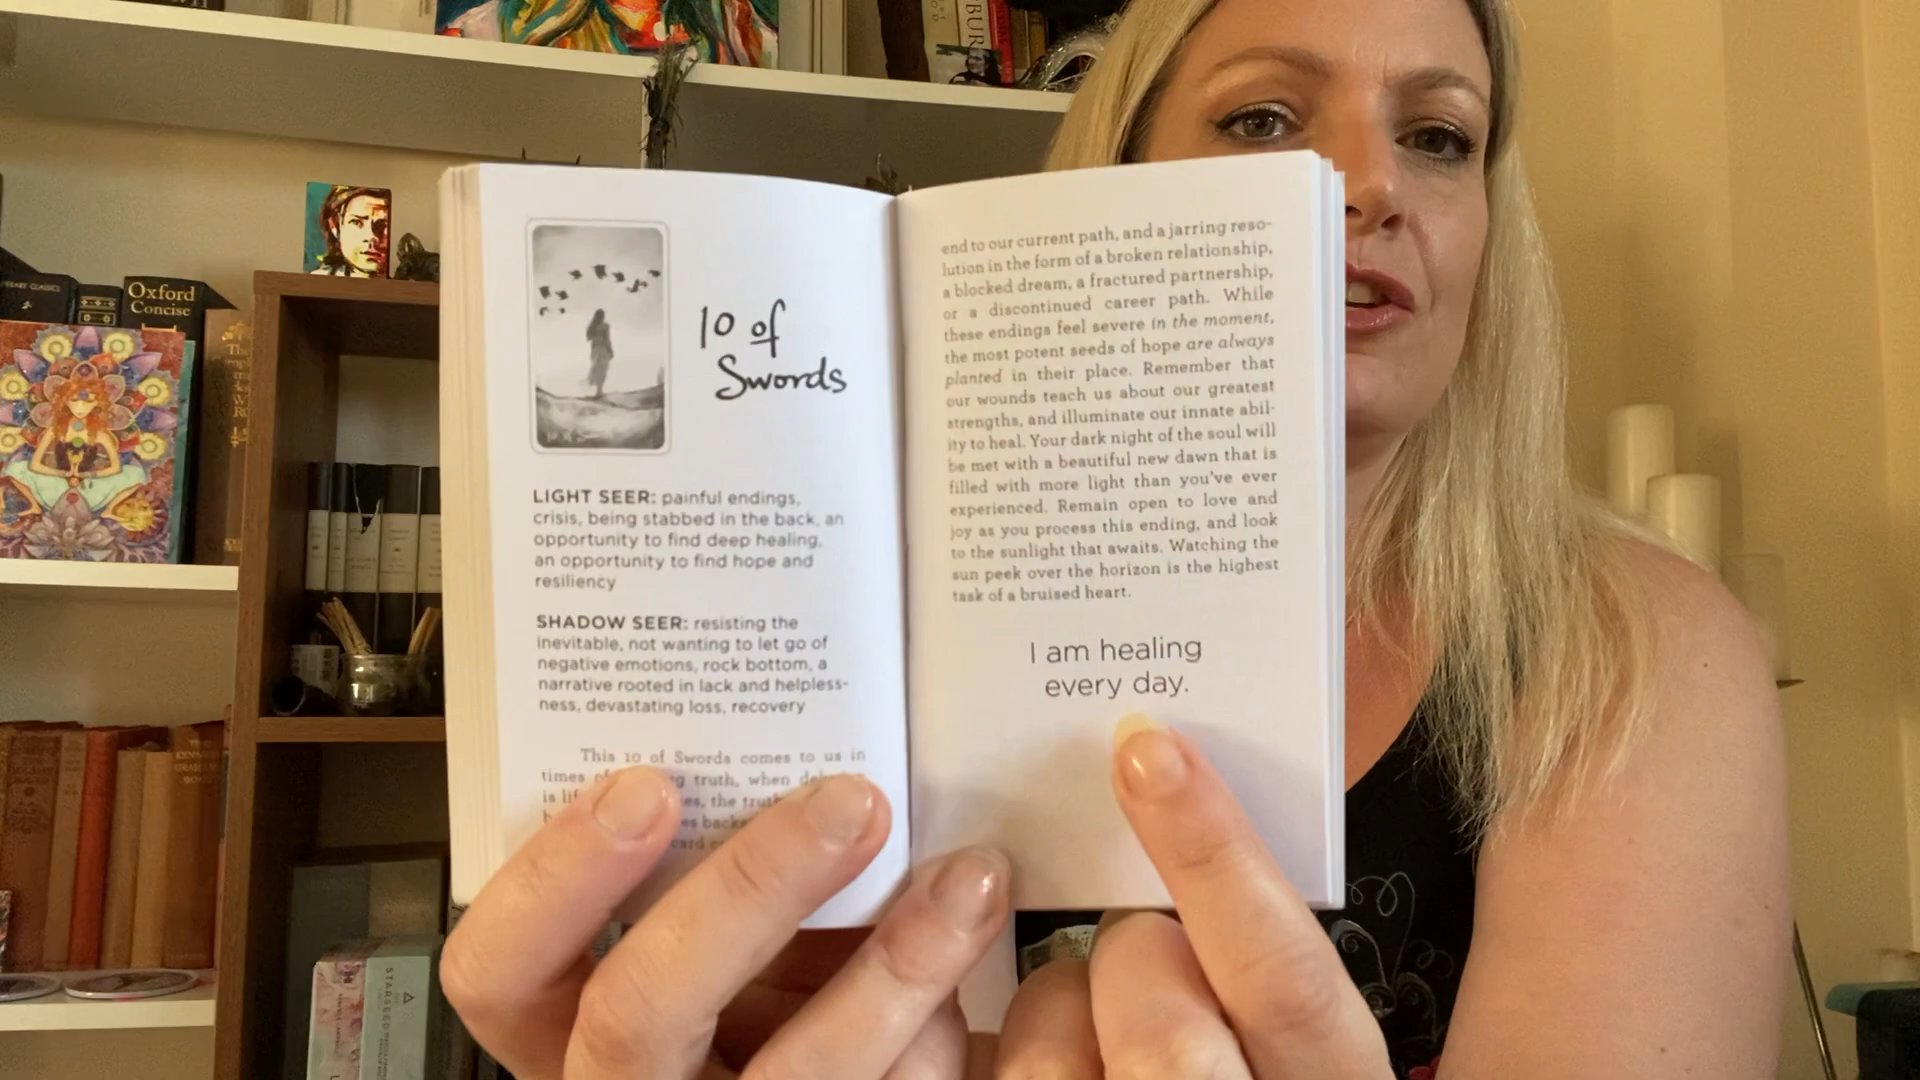 10 of
Swords
LIGHT SEER: painful endings,
crisis, being stabbed in the back, an
opportunity to find deep healing,
an opportunity to find hope and
resiliency
SHADOW SEER: resisting the
inevitable, not wanting to let go of
negative emotions, rock bottom, a
narrative rooted in lack and helpless-
ness, devastating loss, recovery
This 10 of Swords comes to us in
times truth, when
is the
end to our current path, and a jarring reso-
lution in the form of a broken relationship,
a blocked dream, a fractured partnership,
or a discontinued career path. While
these endings feel severe in the moment,
the most potent seeds of hope are always
planted in their place. Remember that
our wounds teach us about our greatest
strengths, and illuminate our innate abil-
ity to heal. Your dark night of the soul will
be met with a beautiful new dawn that is
filled with more light than you've ever
experienced. Remain open to love and
joy as you process this ending, and look
to the sunlight that awaits. Watching the
sun peek over the horizon is the highest
task of a bruised heart.
I am healing
every day.
Oxford
Concise
STARSEED